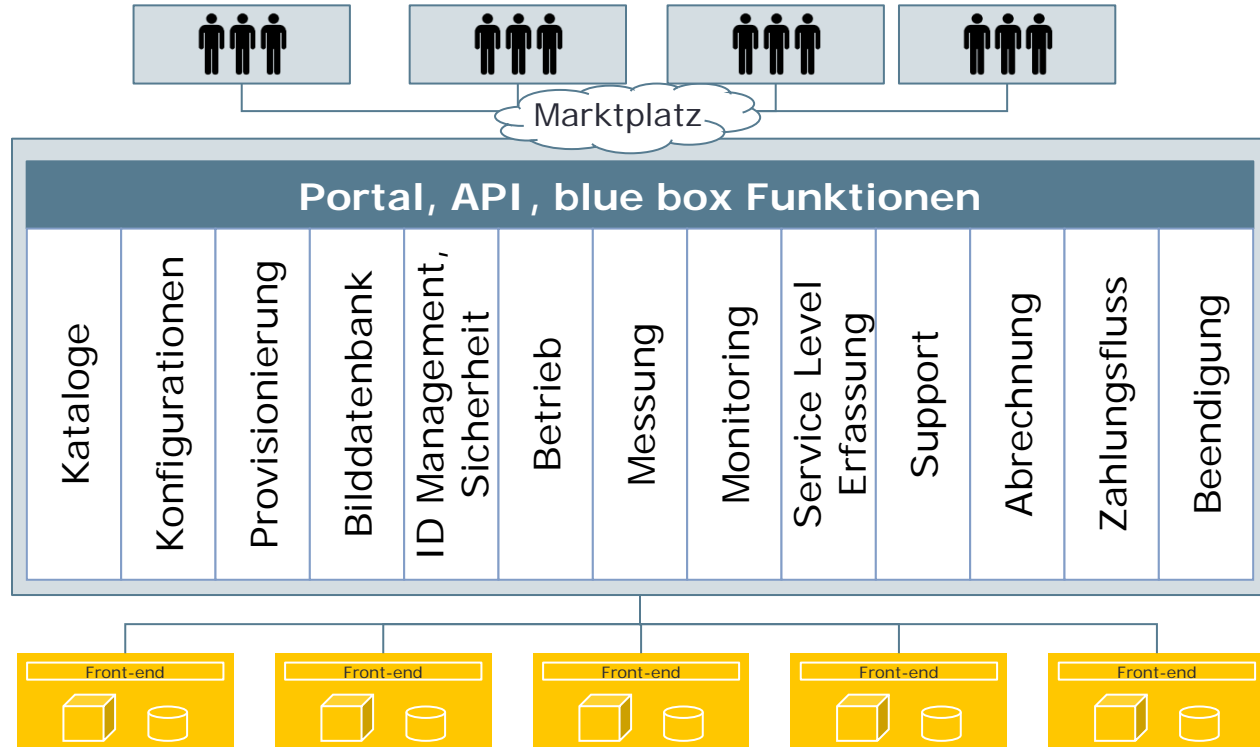 Marktplatz
Portal, API, blue box Funktionen
Kataloge
Konfigurationen
Provisionierung
Bilddatenbank
ID Management,
Sicherheit
Betrieb
Messung
Monitoring
Service Level
Erfassung
Support
Abrechnung
Zahlungsfluss
Beendigung
Front-end
Front-end
Front-end
Front-end
Front-end